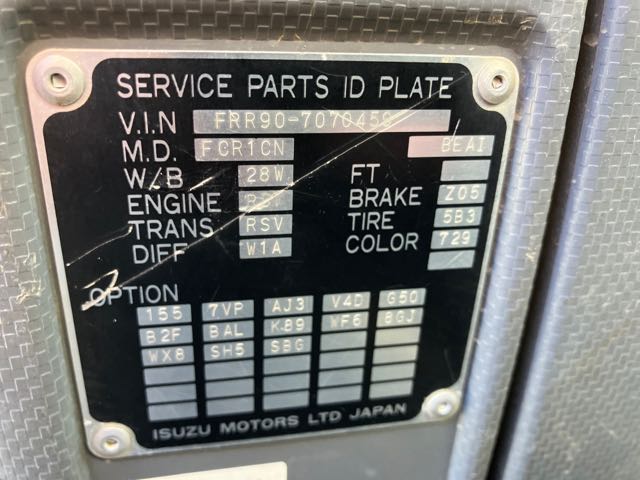 SERVICE PARTS ID PLATE
V.I.N FRR90-7070459
M.D. FCR1CN BEAI
W/B 28W FT
ENGINE BRAKE Z05
TRANS RSV TIRE 5B3
DIFF W1A COLOR 729
OPTION
155 7VP AJ3 V4D G50
B2F BAL K89 WF6 8GJ
WX8 SH5 SBG
ISUZU MOTORS LTD JAPAN